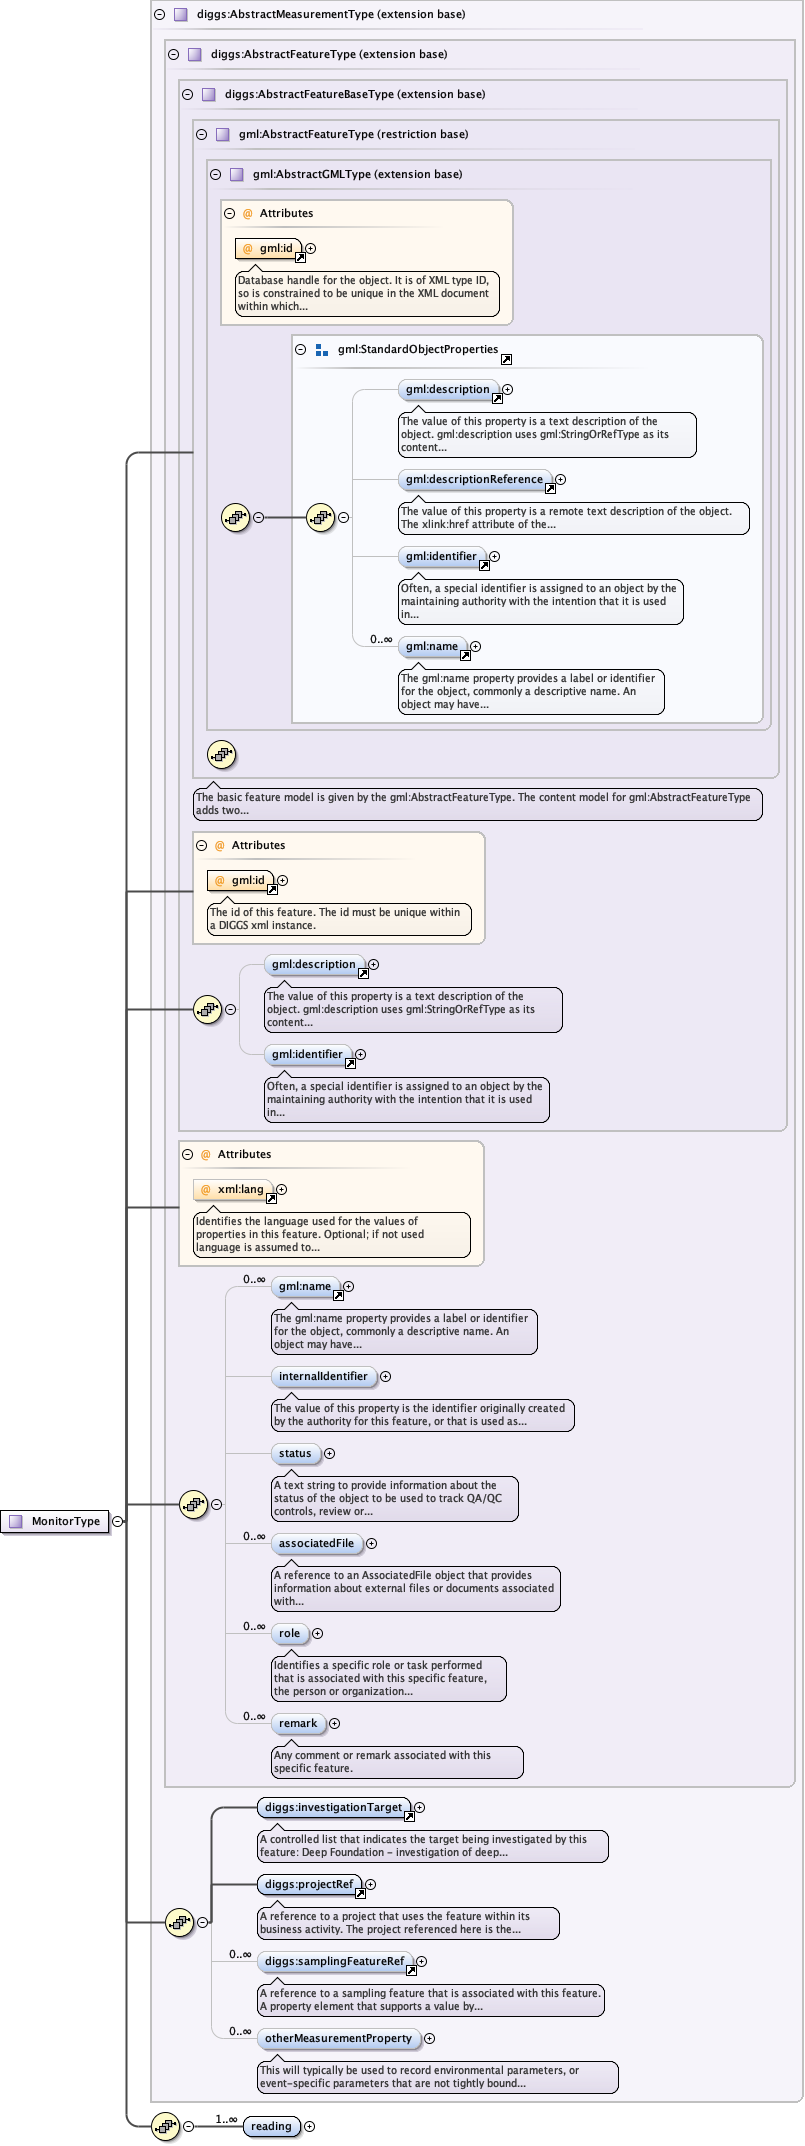 diggs:AbstractMeasurementType (extension base)
diggs:AbstractFeatureType (extension base)
diggs:AbstractFeatureBaseType (extension base)
gml:AbstractFeatureType (restriction base)
gml:AbstractGMLType (extension base)
@ Attributes
@ gml:id
Database handle for the object. It is of XML type ID,
so is constrained to be unique in the XML document
within which...
gml:StandardObjectProperties
gml:description
The value of this property is a text description of the
object. gml:description uses gml:StringOrRefType as its
content...
gml:descriptionReference
The value of this property is a remote text description of the object.
The xlink:href attribute of the...
gml:identifier
Often, a special identifier is assigned to an object by the
maintaining authority with the intention that it is used
in...
0..∞
gml:name
The gml:name property provides a label or identifier
for the object, commonly a descriptive name. An
object may have...
The basic feature model is given by the gml:AbstractFeatureType. The content model for gml:AbstractFeatureType
adds two...
@ Attributes
@ gml:id
The id of this feature. The id must be unique within
a DIGGS xml instance.
gml:description
The value of this property is a text description of the
object. gml:description uses gml:StringOrRefType as its
content...
gml:identifier
Often, a special identifier is assigned to an object by the
maintaining authority with the intention that it is used
in...
@ Attributes
@ xml:lang
Identifies the language used for the values of
properties in this feature. Optional; if not used
language is assumed to...
0..∞
gml:name
The gml:name property provides a label or identifier
for the object, commonly a descriptive name. An
object may have...
internalIdentifier
The value of this property is the identifier originally created
by the authority for this feature, or that is used as...
status
A text string to provide information about the
status of the object to be used to track QA/QC
controls, review or...
MonitorType
0..∞
associatedFile
A reference to an AssociatedFile object that provides
information about external files or documents associated
with...
0..∞
role
Identifies a specific role or task performed
that is associated with this specific feature,
the person or organization...
0..∞
remark
Any comment or remark associated with this
specific feature.
diggs:investigationTarget
A controlled list that indicates the target being investigated by this
feature: Deep Foundation - investigation of deep...
diggs:projectRef
A reference to a project that uses the feature within its
business activity. The project referenced here is the...
0..∞
diggs:samplingFeatureRef
A reference to a sampling feature that is associated with this feature.
A property element that supports a value by...
0..∞
otherMeasurementProperty
This will typically be used to record environmental parameters, or
event-specific parameters that are not tightly bound...
1..∞
reading